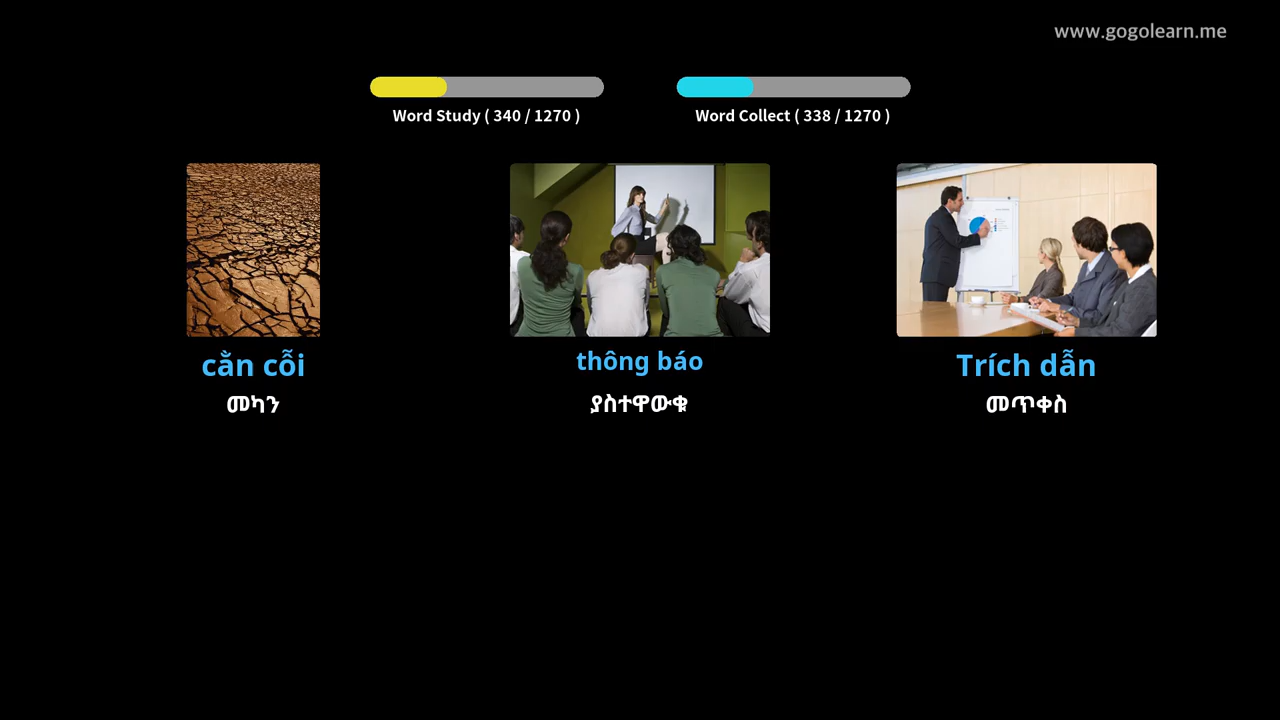 www.gogolearn.me
Word Study ( 340 / 1270 )
Word Collect ( 338 / 1270 )
cằn cỗi
thông báo
Trích dẫn
መካን
ያስተዋውቁ
መጥቀስ